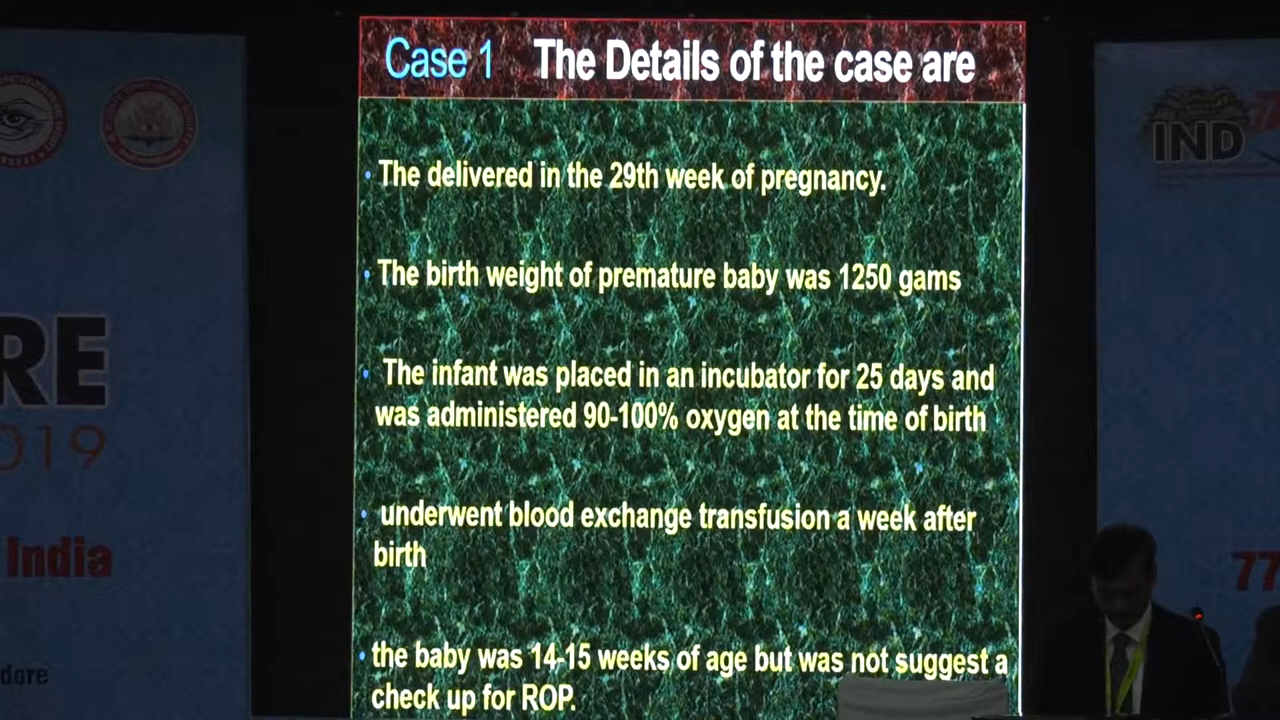 Case 1 The Details of the case are
• The delivered in the 29th week of pregnancy.
• The birth weight of premature baby was 1250 gams
• The infant was placed in an incubator for 25 days and
was administered 90-100% oxygen at the time of birth
• underwent blood exchange transfusion a week after
birth
• the baby was 14-15 weeks of age but was not suggest a
check up for ROP.
RE
019
India
dore
IND
77